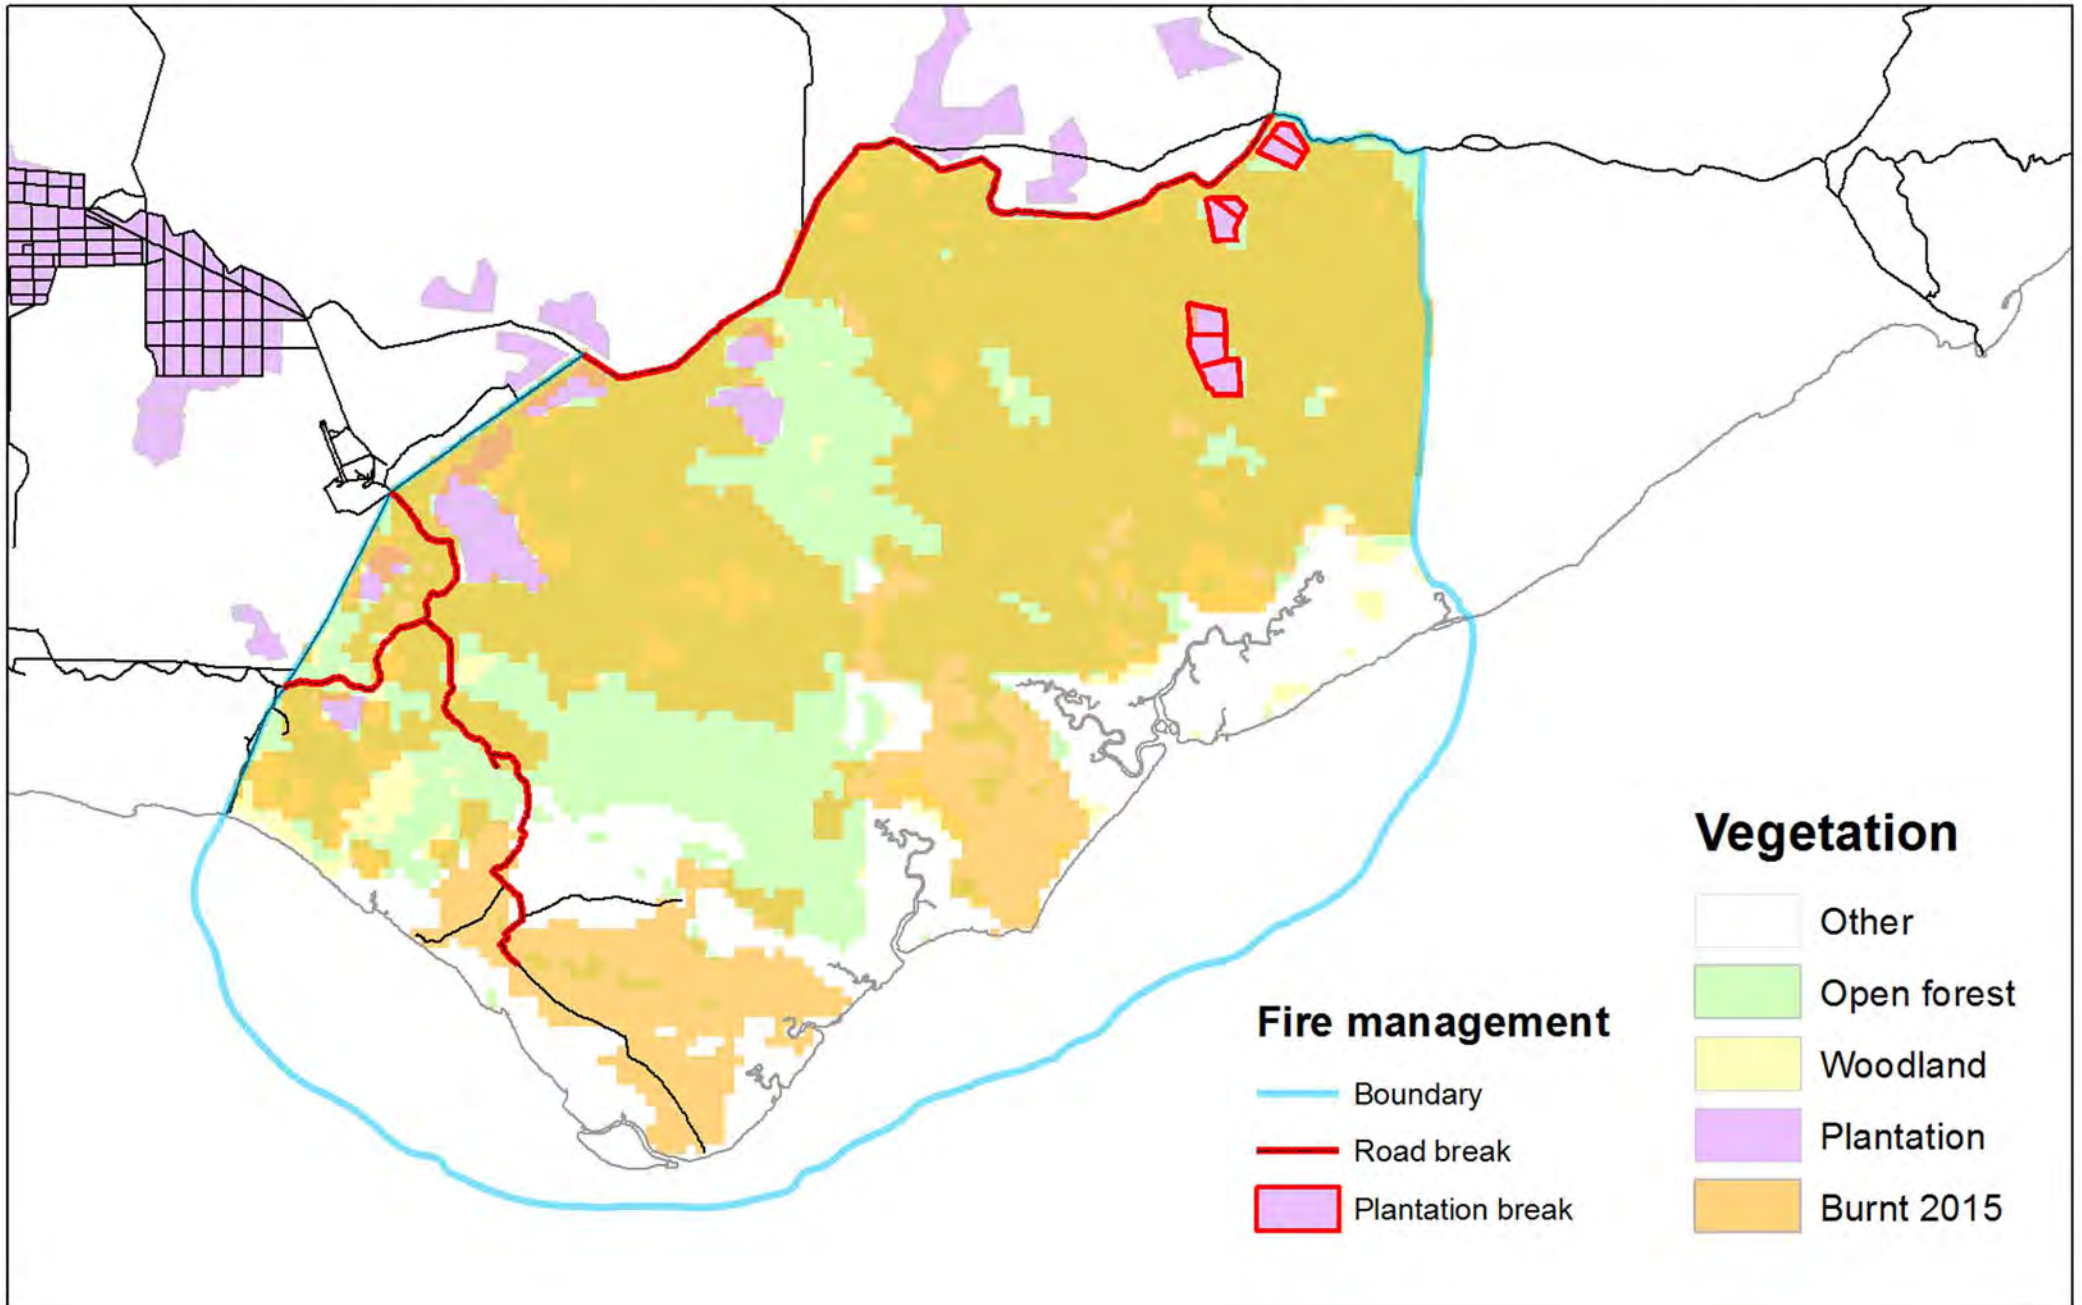 Vegetation
Other
Open forest
Woodland
Plantation
Burnt 2015
Fire management
Boundary
Road break
Plantation break